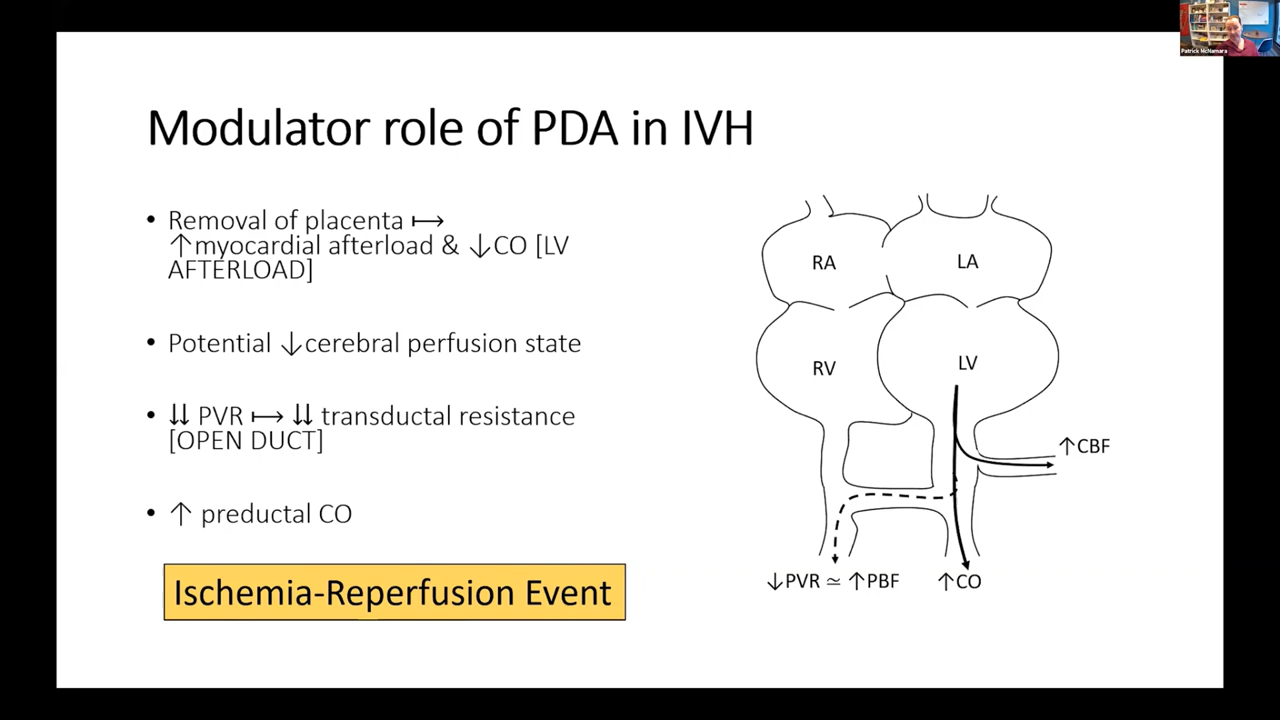 Patrick McNamara
Modulator role of PDA in IVH
• Removal of placenta ↦
↑myocardial afterload & ↓CO [LV
AFTERLOAD]
• Potential ↓cerebral perfusion state
• ⇊ PVR ↦ ⇊ transductal resistance
[OPEN DUCT]
• ↑ preductal CO
Ischemia-Reperfusion Event
RA
LA
RV
LV
↑CBF
↓PVR ≃ ↑PBF
↑CO